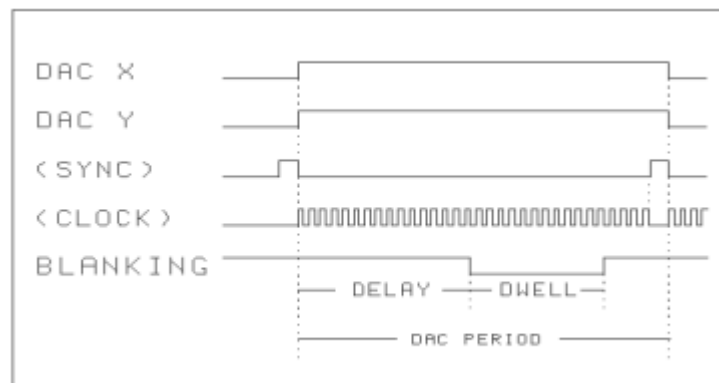 DAC X
DAC Y
<SYNC>
<CLOCK>
BLANKING
DELAY DWELL
DAC PERIOD